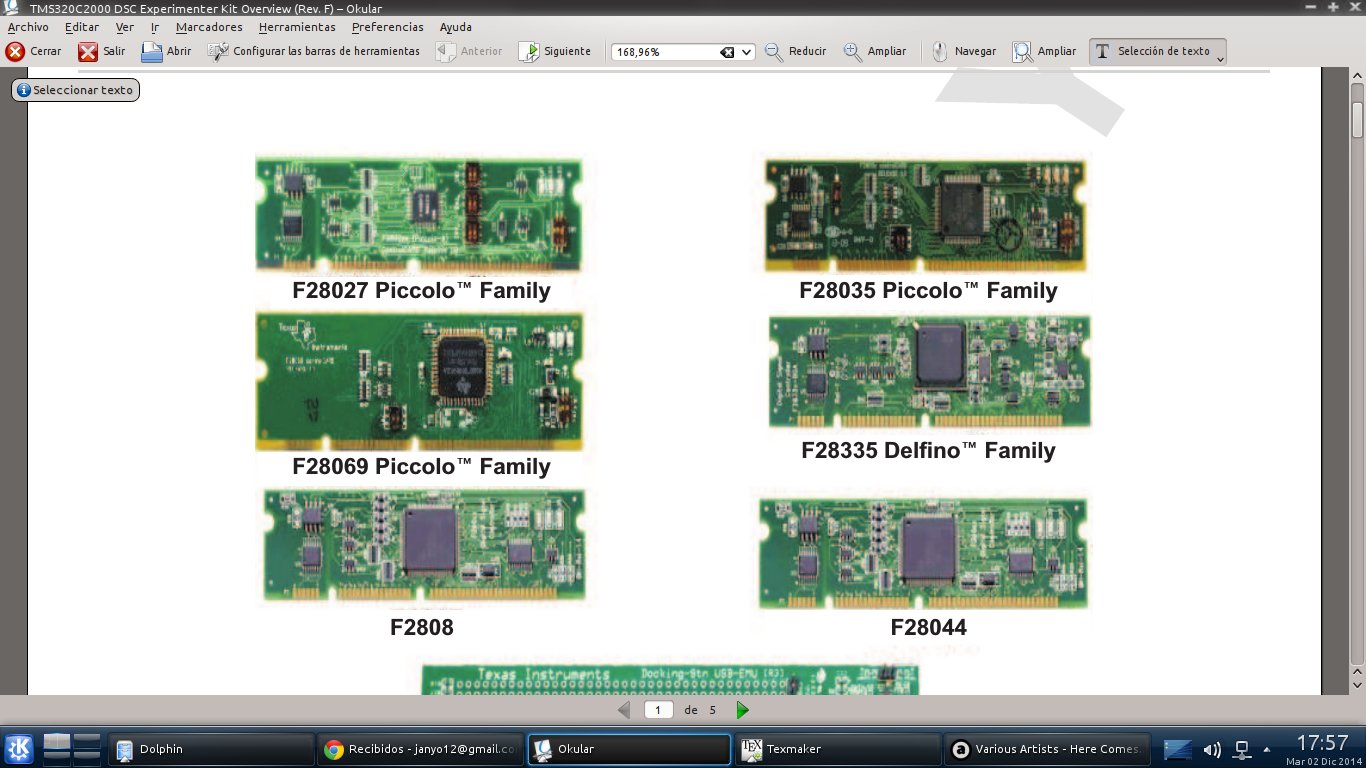 TMS320C2000 DSC Experimenter Kit Overview (Rev. F) – Okular
Archivo Editar Ver Ir Marcadores Herramientas Preferencias Ayuda
Cerrar Salir Abrir Configurar las barras de herramientas Anterior Siguiente 168,96% Reducir Ampliar Navegar Ampliar Selección de texto
Seleccionar texto
F28027 Piccolo™ Family
F28035 Piccolo™ Family
Texas
Instruments
F28069 Piccolo™ Family
Digital Signal
F28335 Delfino™ Family
F2808
F28044
Texas Instruments Docking-Stn USB-EMU [R3]
1 de 5
Dolphin
Recibidos - janyo12@gmail.co
Okular
Texmaker
Various Artists - Here Comes
17:57
Mar 02 Dic 2014